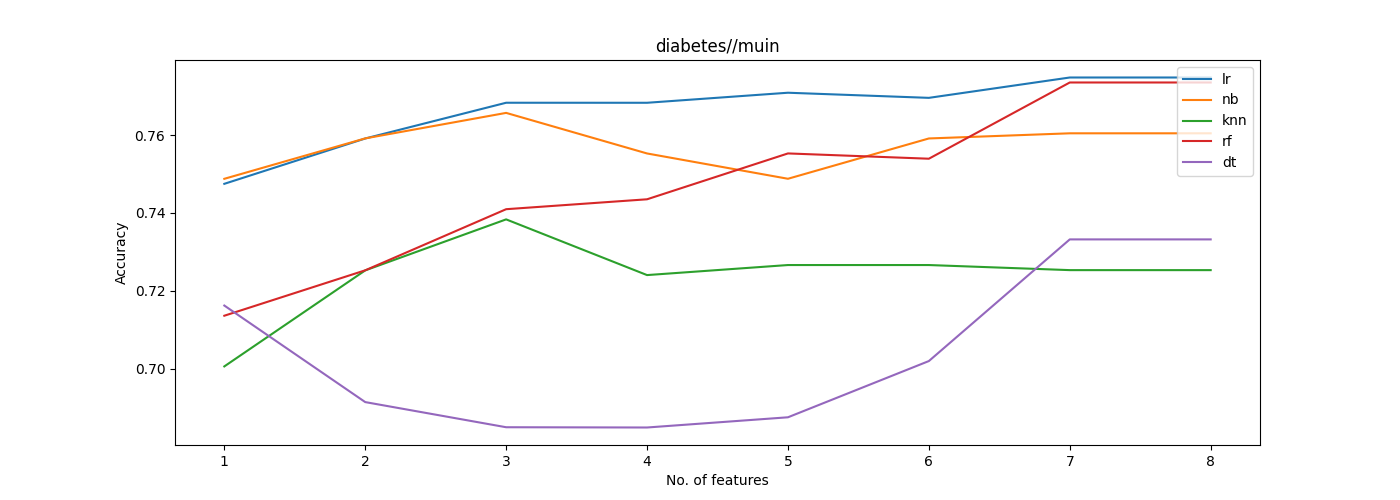 diabetes//muin
lr
nb
knn
rf
dt
0.76
0.74
0.72
0.70
Accuracy
1 2 3 4 5 6 7 8
No. of features